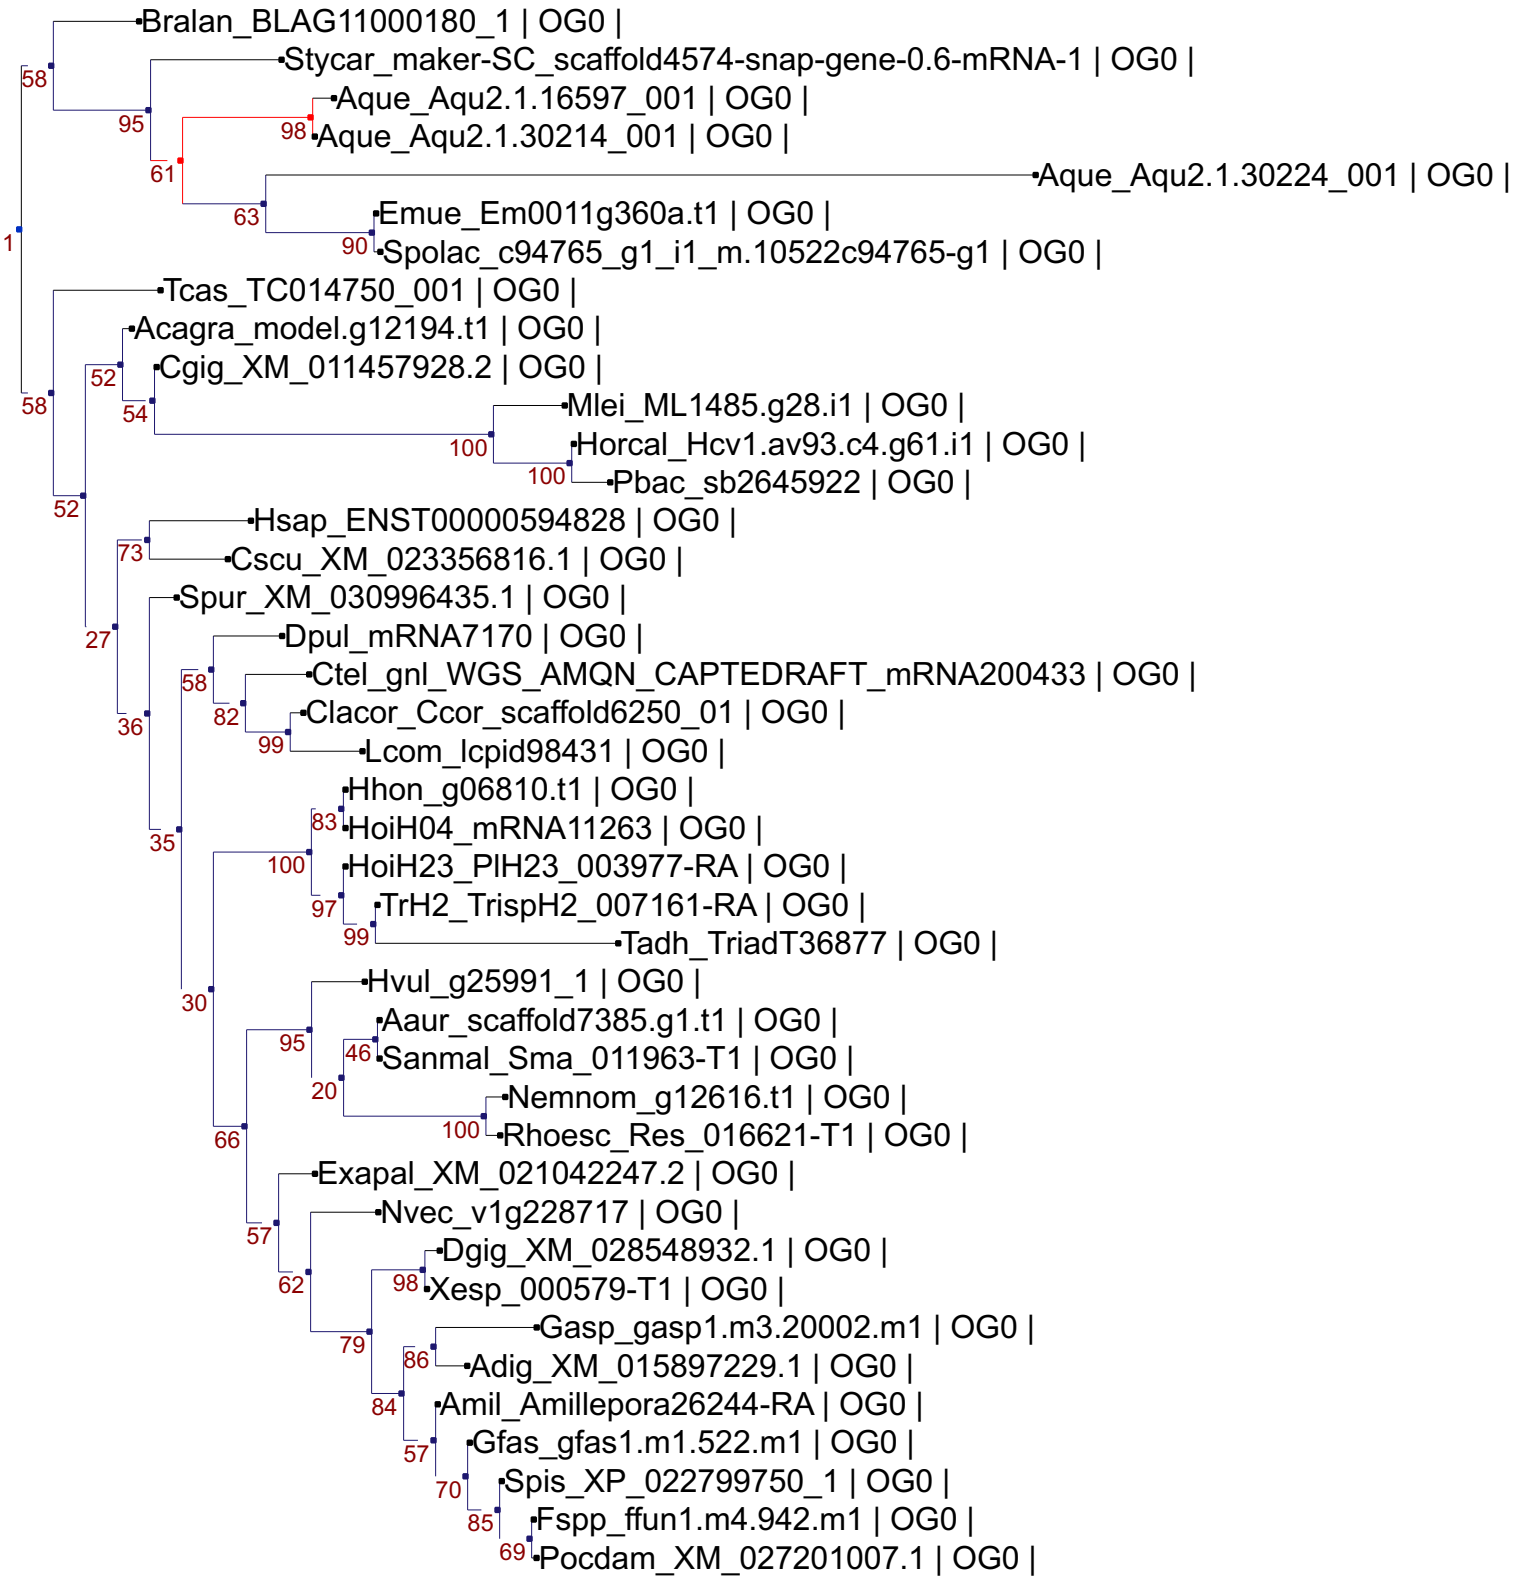 Bralan_BLAG11000180_1 | OG0 |
58
Stycar_maker-SC_scaffold4574-snap-gene-0.6-mRNA-1 | OG0 |
95
Aque_Aqu2.1.16597_001 | OG0 |
98
Aque_Aqu2.1.30214_001 | OG0 |
61
Aque_Aqu2.1.30224_001 | OG0 |
63
Emue_Em0011g360a.t1 | OG0 |
90
Spolac_c94765_g1_i1_m.10522c94765-g1 | OG0 |
1
Tcas_TC014750_001 | OG0 |
58
Acagra_model.g12194.t1 | OG0 |
52
Cgig_XM_011457928.2 | OG0 |
54
Mlei_ML1485.g28.i1 | OG0 |
100
Horcal_Hcv1.av93.c4.g61.i1 | OG0 |
100
Pbac_sb2645922 | OG0 |
52
Hsap_ENST00000594828 | OG0 |
73
Cscu_XM_023356816.1 | OG0 |
27
Spur_XM_030996435.1 | OG0 |
36
Dpul_mRNA7170 | OG0 |
58
Ctel_gnl_WGS_AMQN_CAPTEDRAFT_mRNA200433 | OG0 |
82
Clacor_Ccor_scaffold6250_01 | OG0 |
99
Lcom_lcpid98431 | OG0 |
35
Hhon_g06810.t1 | OG0 |
83
HoiH04_mRNA11263 | OG0 |
100
HoiH23_PlH23_003977-RA | OG0 |
97
TrH2_TrispH2_007161-RA | OG0 |
99
Tadh_TriadT36877 | OG0 |
30
Hvul_g25991_1 | OG0 |
95
Aaur_scaffold7385.g1.t1 | OG0 |
46
Sanmal_Sma_011963-T1 | OG0 |
20
Nemnom_g12616.t1 | OG0 |
100
Rhoesc_Res_016621-T1 | OG0 |
66
Exapal_XM_021042247.2 | OG0 |
57
Nvec_v1g228717 | OG0 |
62
Dgig_XM_028548932.1 | OG0 |
98
Xesp_000579-T1 | OG0 |
79
Gasp_gasp1.m3.20002.m1 | OG0 |
86
Adig_XM_015897229.1 | OG0 |
84
Amil_Amillepora26244-RA | OG0 |
57
Gfas_gfas1.m1.522.m1 | OG0 |
70
Spis_XP_022799750_1 | OG0 |
85
Fspp_ffun1.m4.942.m1 | OG0 |
69
Pocdam_XM_027201007.1 | OG0 |